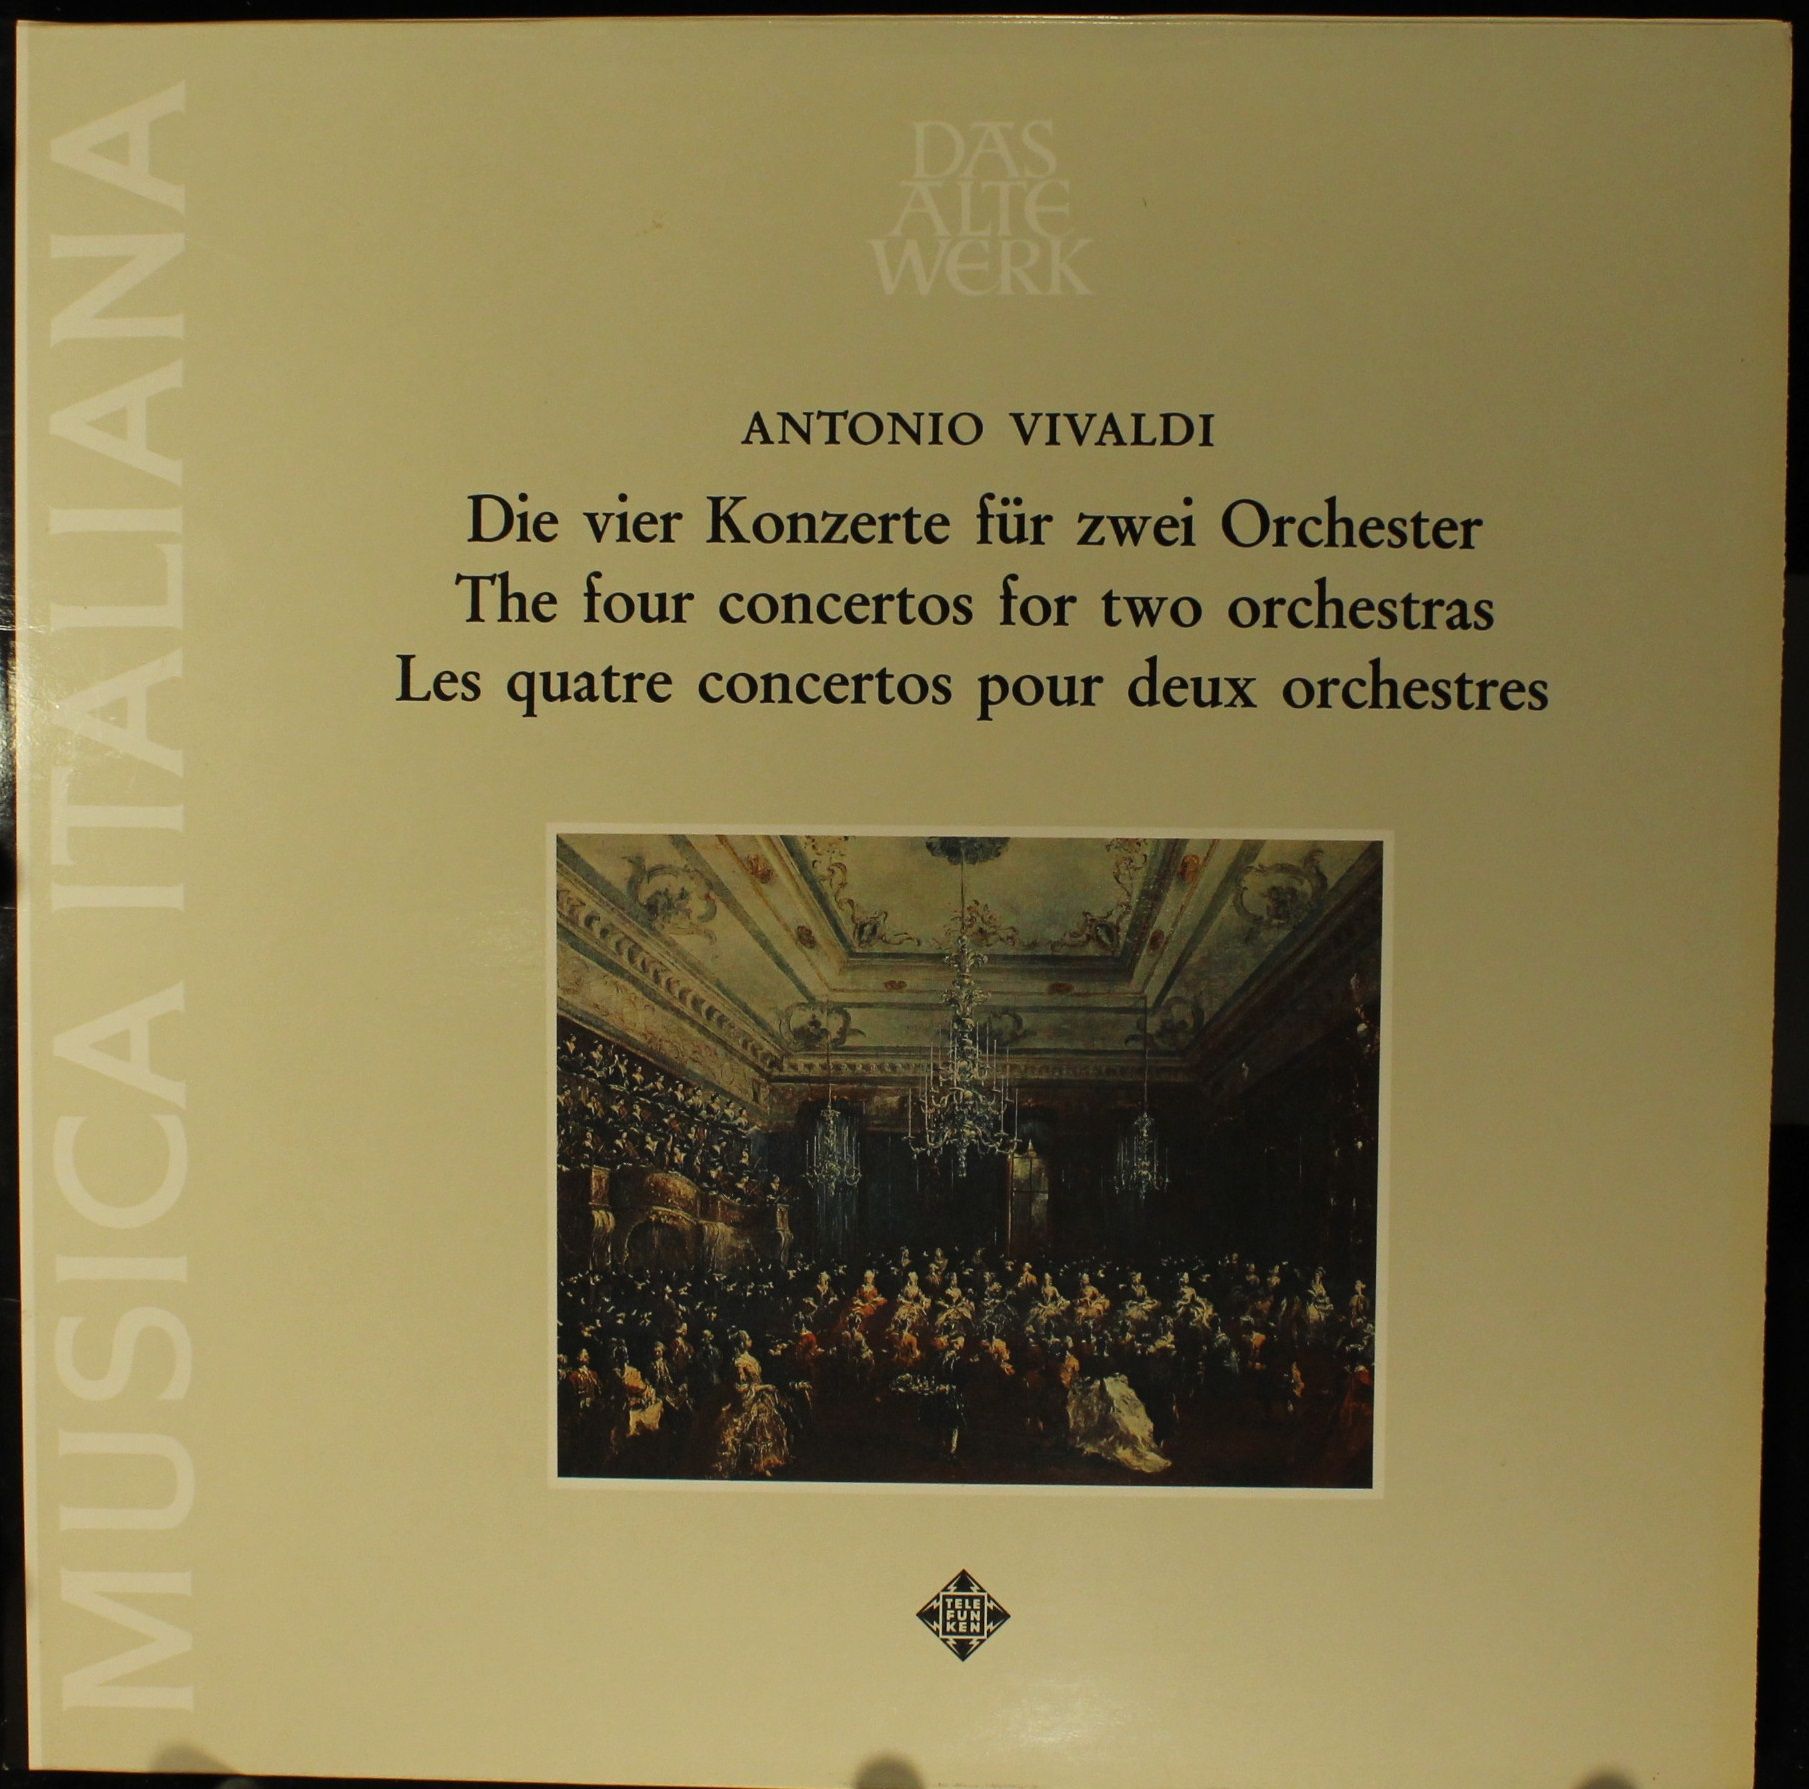 MUSICA ITALIANA
DAS
ALTE
WERK
ANTONIO VIVALDI
Die vier Konzerte für zwei Orchester
The four concertos for two orchestras
Les quatre concertos pour deux orchestres
TELE
FUN
KEN